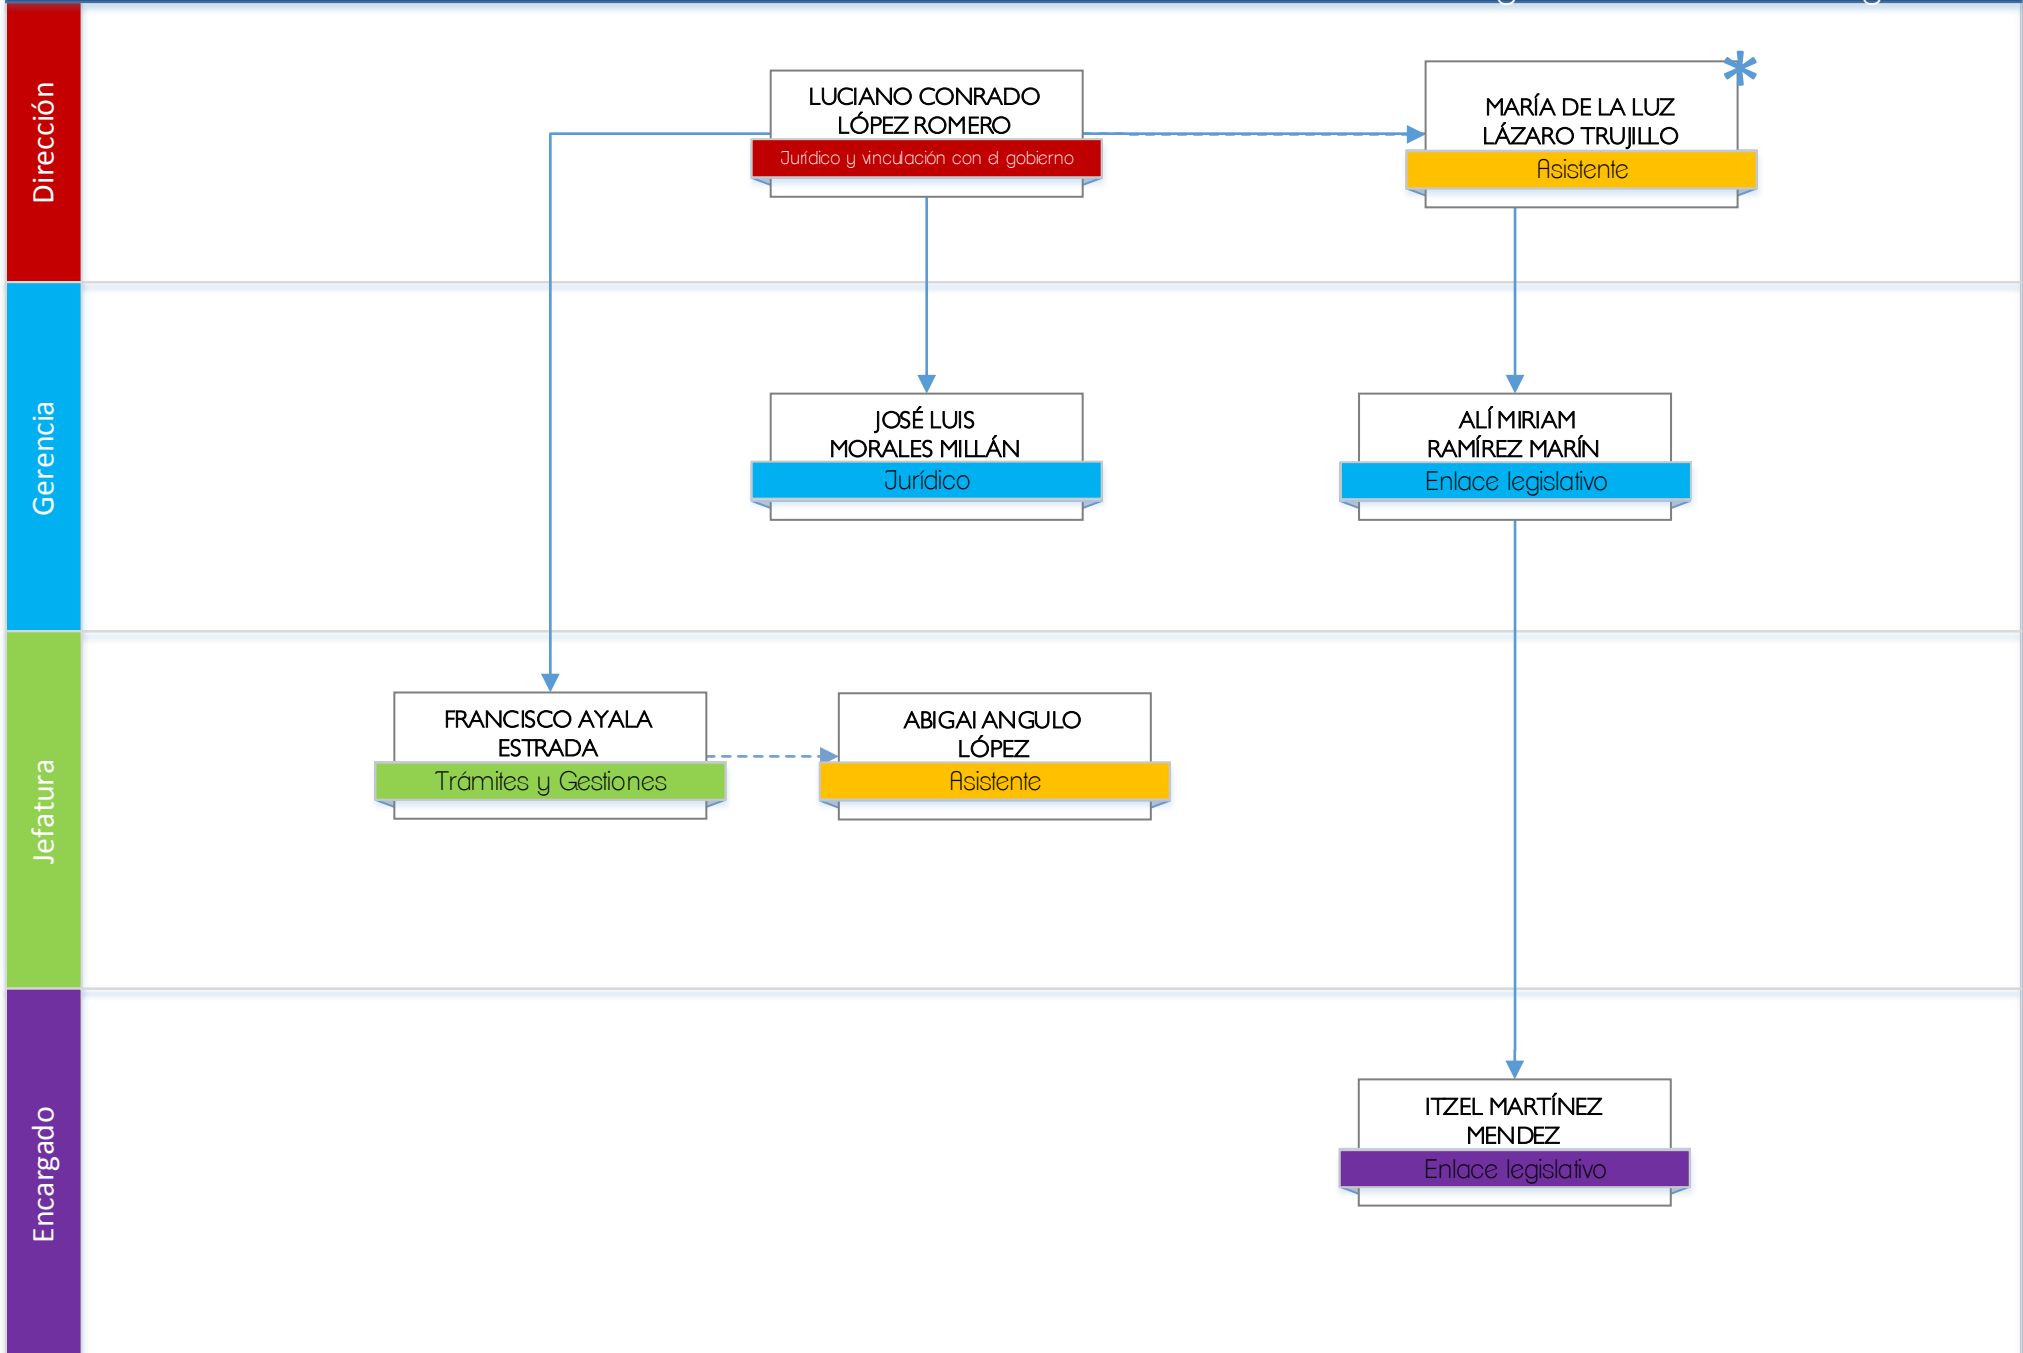 Dirección
LUCIANO CONRADO
LÓPEZ ROMERO
Jurídico y vinculación con el gobierno
*
MARÍA DE LA LUZ
LÁZARO TRUJILLO
Asistente
Gerencia
JOSÉ LUIS
MORALES MILLÁN
Jurídico
ALÍ MIRIAM
RAMÍREZ MARÍN
Enlace legislativo
Jefatura
FRANCISCO AYALA
ESTRADA
Trámites y Gestiones
ABIGAI ANGULO
LÓPEZ
Asistente
Encargado
ITZEL MARTÍNEZ
MENDEZ
Enlace legislativo